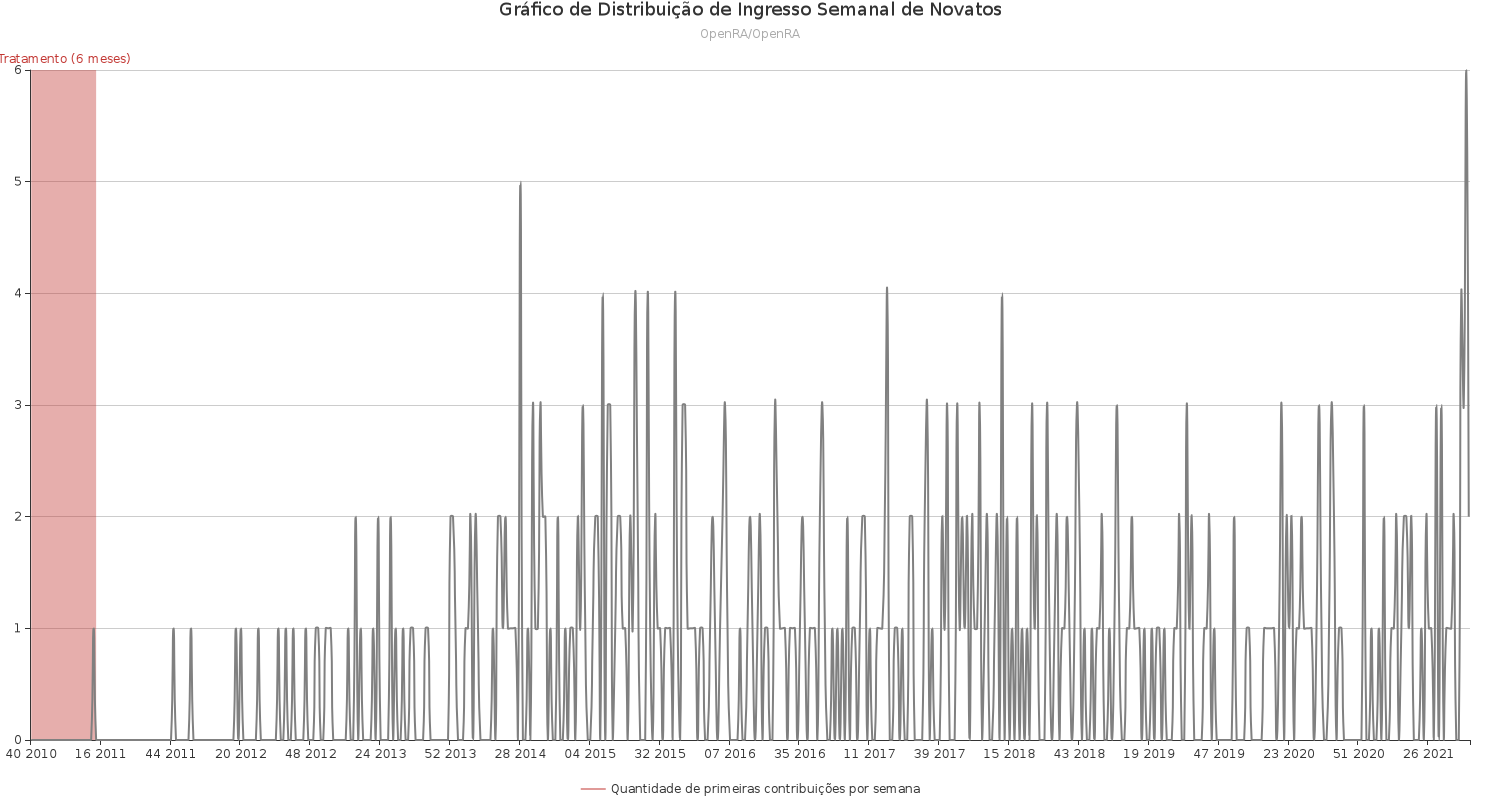 Gráfico de Distribuição de Ingresso Semanal de Novatos
OpenRA/OpenRA
Tratamento (6 meses)
6
5
4
3
2
1
0
40 2010 16 2011 44 2011 20 2012 48 2012 24 2013 52 2013 28 2014 04 2015 32 2015 07 2016 35 2016 11 2017 39 2017 15 2018 43 2018 19 2019 47 2019 23 2020 51 2020 26 2021
Quantidade de primeiras contribuições por semana